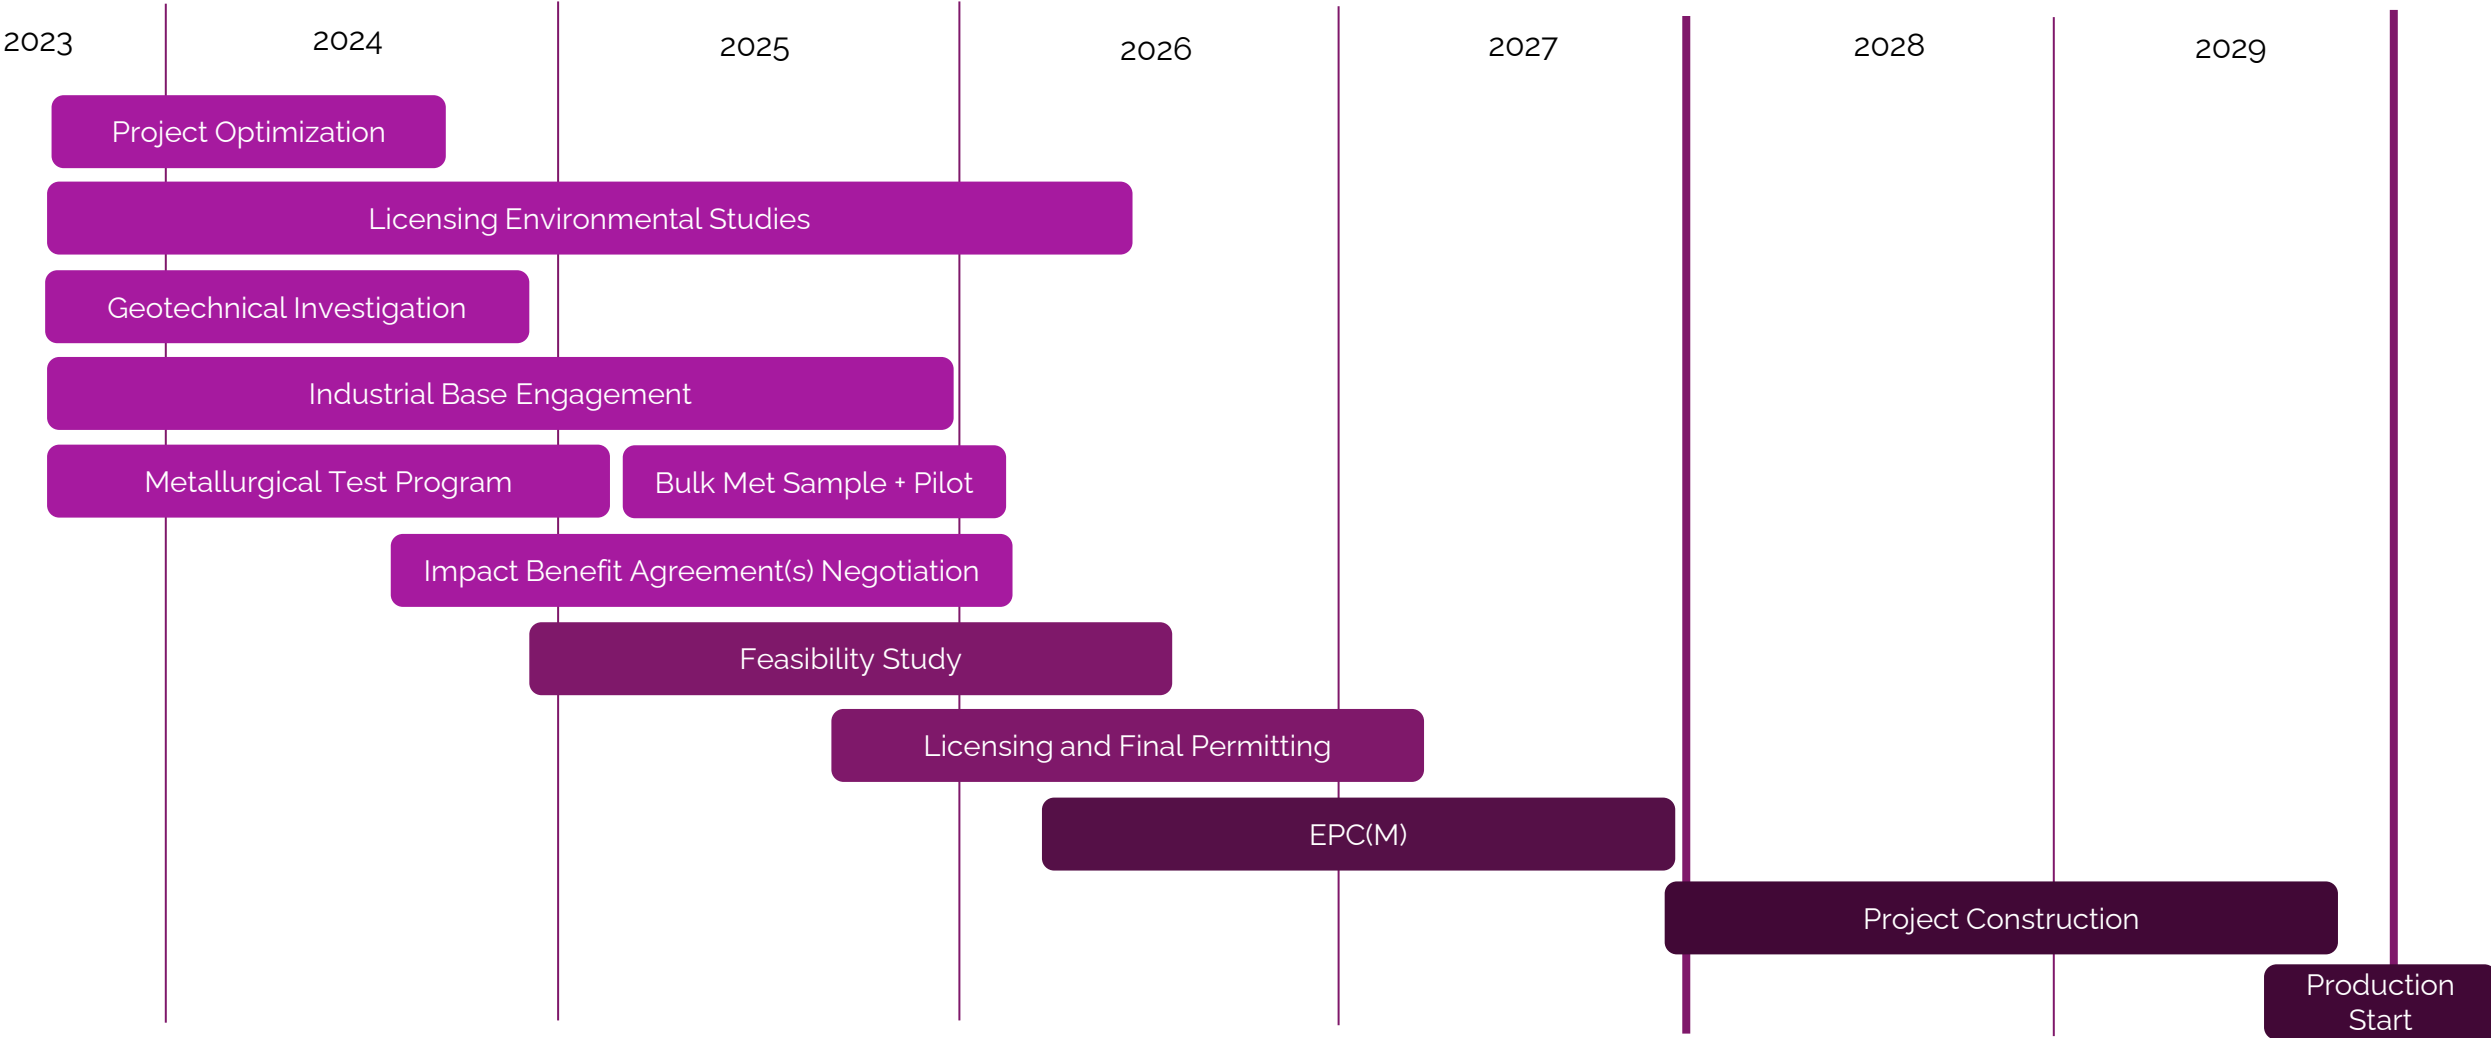 2023
2024
2025
2026
2027
2028
2029
Project Optimization
Licensing Environmental Studies
Geotechnical Investigation
Industrial Base Engagement
Metallurgical Test Program
Bulk Met Sample + Pilot
Impact Benefit Agreement(s) Negotiation
Feasibility Study
Licensing and Final Permitting
EPC(M)
Project Construction
Production
Start